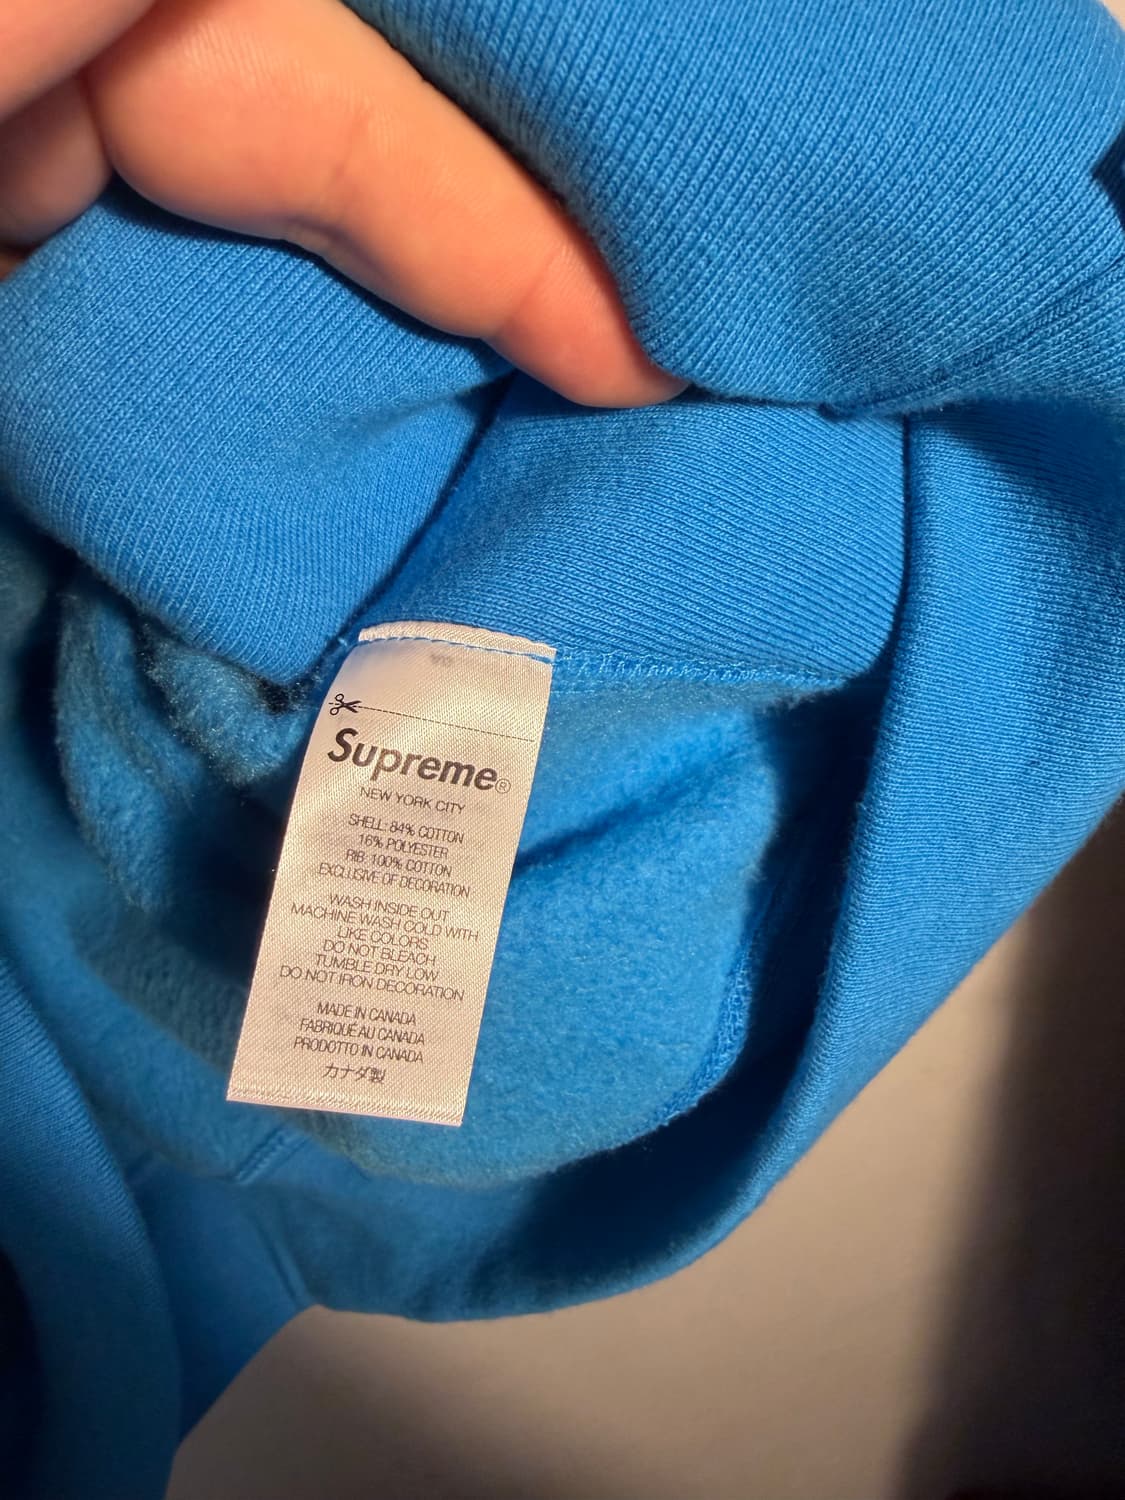 Supreme®
NEW YORK CITY
SHELL: 84% COTTON
16% POLYESTER
RIB: 100% COTTON
EXCLUSIVE OF DECORATION
WASH INSIDE OUT
MACHINE WASH COLD WITH
LIKE COLORS
DO NOT BLEACH
TUMBLE DRY LOW
DO NOT IRON DECORATION
MADE IN CANADA
FABRIQUÉ AU CANADA
PRODOTTO IN CANADA
カナダ製